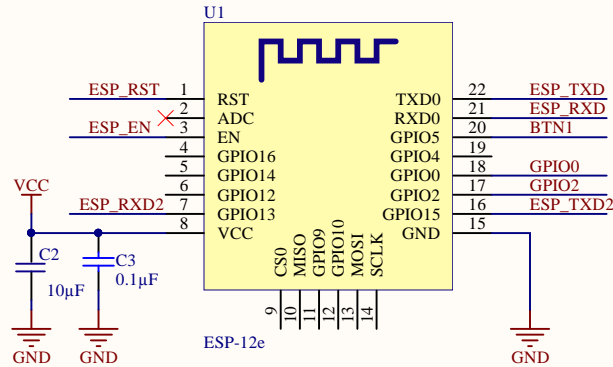 U1
ESP_RST 1 RST TXD0 22 ESP_TXD
2 ADC RXD0 21 ESP_RXD
ESP_EN 3 EN GPIO5 20 BTN1
4 GPIO16 GPIO4 19
5 GPIO14 GPIO0 18 GPIO0
6 GPIO12 GPIO2 17 GPIO2
VCC ESP_RXD2 7 GPIO13 GPIO15 16 ESP_TXD2
8 VCC GND 15
CS0 MISO GPIO9 GPIO10 MOSI SCLK
9 10 11 12 13 14
C2 C3
10µF 0.1µF
ESP-12e
GND GND GND